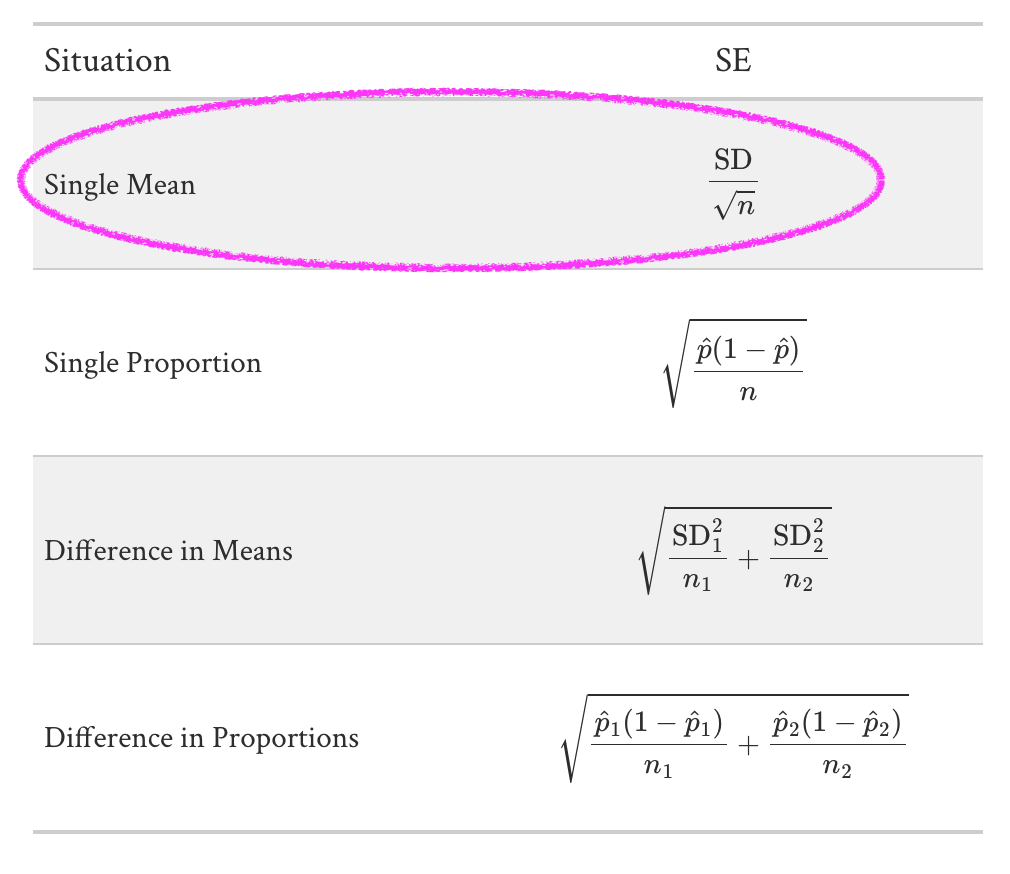 Situation SE
Single Mean SD/√n
Single Proportion √(p̂(1 − p̂)/n)
Difference in Means √(SD₁²/n₁ + SD₂²/n₂)
Difference in Proportions √(p̂₁(1 − p̂₁)/n₁ + p̂₂(1 − p̂₂)/n₂)